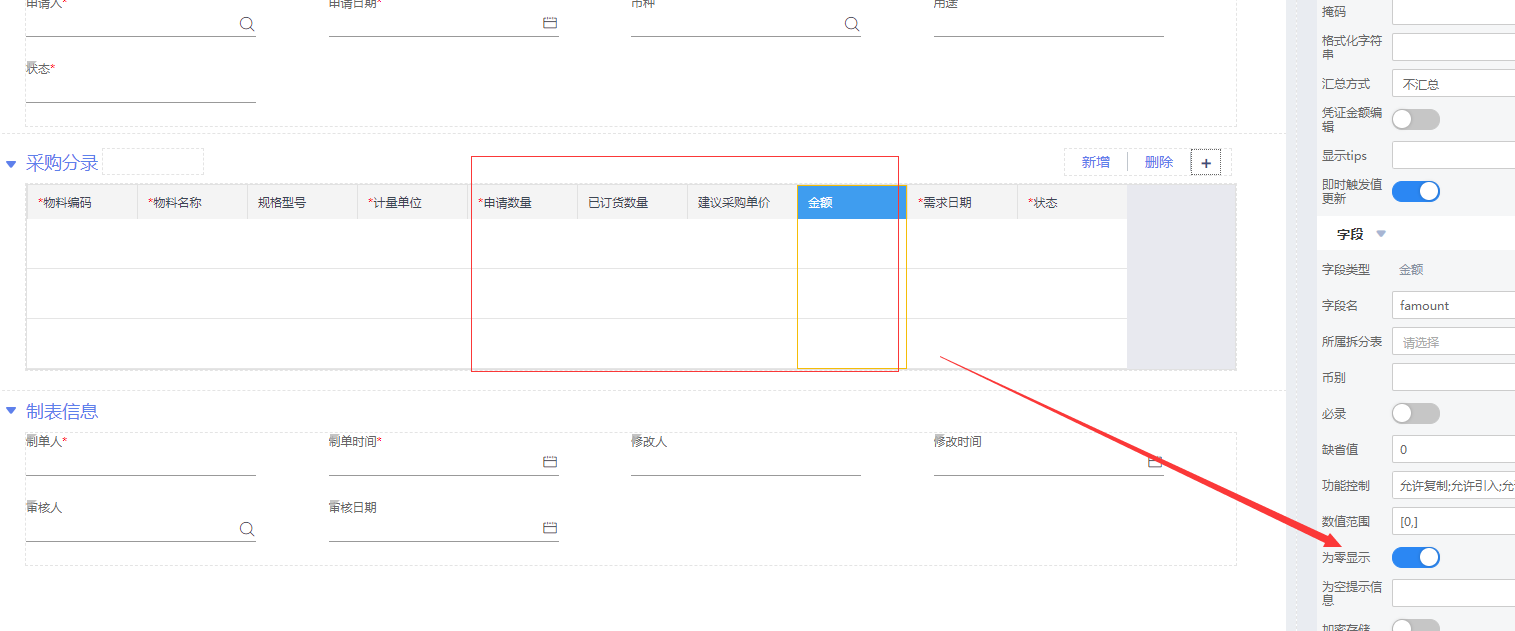 申请人*
申请日期*
币种
用途
状态*
采购分录
新增
删除
+
*物料编码
*物料名称
规格型号
*计量单位
*申请数量
已订货数量
建议采购单价
金额
*需求日期
*状态
制表信息
制单人*
制单时间*
修改人
修改时间
审核人
审核日期
掩码
格式化字符
串
汇总方式
不汇总
凭证金额编
辑
显示tips
即时触发值
更新
字段
字段类型
金额
字段名
famount
所属拆分表
请选择
币别
必录
缺省值
0
功能控制
允许复制;允许引入;允
数值范围
[0,]
为零显示
为空提示信
息
加密存储